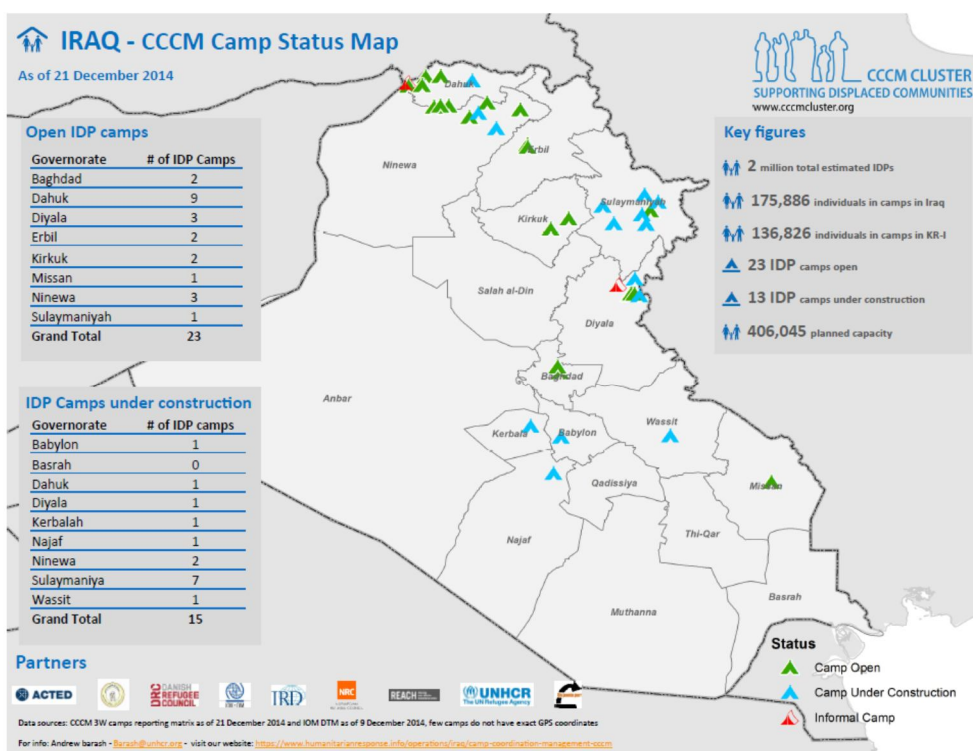 IRAQ - CCCM Camp Status Map
As of 21 December 2014
CCCM CLUSTER
SUPPORTING DISPLACED COMMUNITIES
www.cccmcluster.org
Open IDP camps
Governorate # of IDP Camps
Baghdad 2
Dahuk 9
Diyala 3
Erbil 2
Kirkuk 2
Missan 1
Ninewa 3
Sulaymaniyah 1
Grand Total 23
IDP Camps under construction
Governorate # of IDP camps
Babylon 1
Basrah 0
Dahuk 1
Diyala 1
Kerbalah 1
Najaf 1
Ninewa 2
Sulaymaniya 7
Wassit 1
Grand Total 15
Key figures
2 million total estimated IDPs
175,886 individuals in camps in Iraq
136,826 individuals in camps in KR-I
23 IDP camps open
13 IDP camps under construction
406,045 planned capacity
Dahuk
Ninewa
Erbil
Sulaymaniyah
Kirkuk
Salah al-Din
Diyala
Baghdad
Anbar
Wassit
Kerbala
Babylon
Qadissiya
Missan
Najaf
Thi-Qar
Basrah
Muthanna
Status
Camp Open
Camp Under Construction
Informal Camp
Partners
ACTED
DRC DANISH REFUGEE COUNCIL
IRD
NRC
REACH
UNHCR
The UN Refugee Agency
Data sources: CCCM 3W camps reporting matrix as of 21 December 2014 and IOM DTM as of 9 December 2014, few camps do not have exact GPS coordinates
For info: Andrew barash - Barash@unhcr.org - visit our website: https://www.humanitarianresponse.info/operations/iraq/camp-coordination-management-cccm